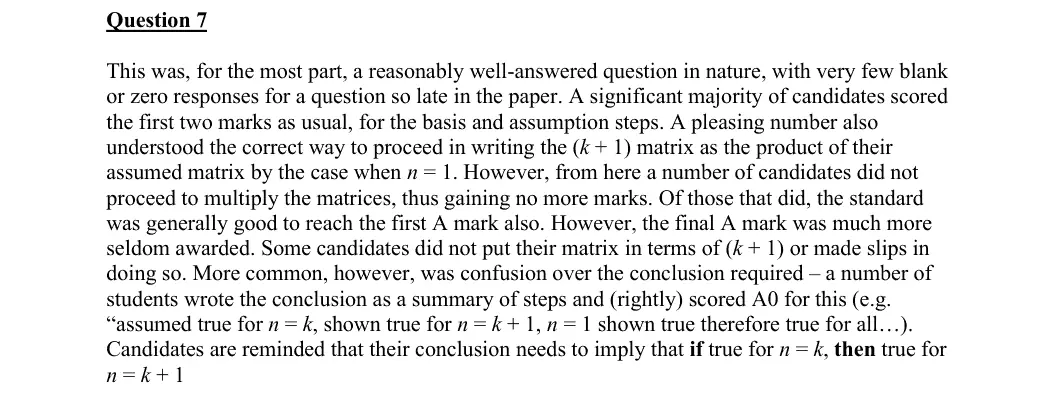 Question 7
This was, for the most part, a reasonably well-answered question in nature, with very few blank
or zero responses for a question so late in the paper. A significant majority of candidates scored
the first two marks as usual, for the basis and assumption steps. A pleasing number also
understood the correct way to proceed in writing the (k + 1) matrix as the product of their
assumed matrix by the case when n = 1. However, from here a number of candidates did not
proceed to multiply the matrices, thus gaining no more marks. Of those that did, the standard
was generally good to reach the first A mark also. However, the final A mark was much more
seldom awarded. Some candidates did not put their matrix in terms of (k + 1) or made slips in
doing so. More common, however, was confusion over the conclusion required – a number of
students wrote the conclusion as a summary of steps and (rightly) scored A0 for this (e.g.
“assumed true for n = k, shown true for n = k + 1, n = 1 shown true therefore true for all…).
Candidates are reminded that their conclusion needs to imply that if true for n = k, then true for
n = k + 1